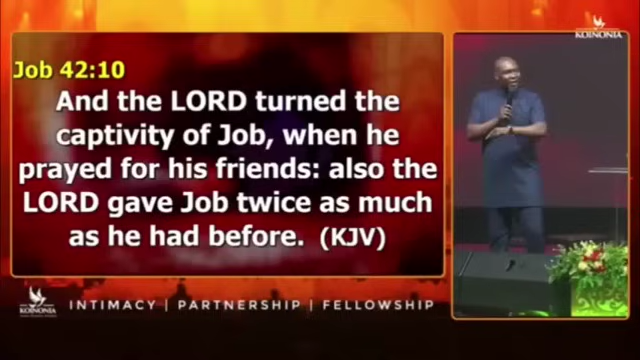 Job 42:10
And the LORD turned the
captivity of Job, when he
prayed for his friends: also the
LORD gave Job twice as much
as he had before. (KJV)
KOINONIA
KOINONIA
INTIMACY | PARTNERSHIP | FELLOWSHIP